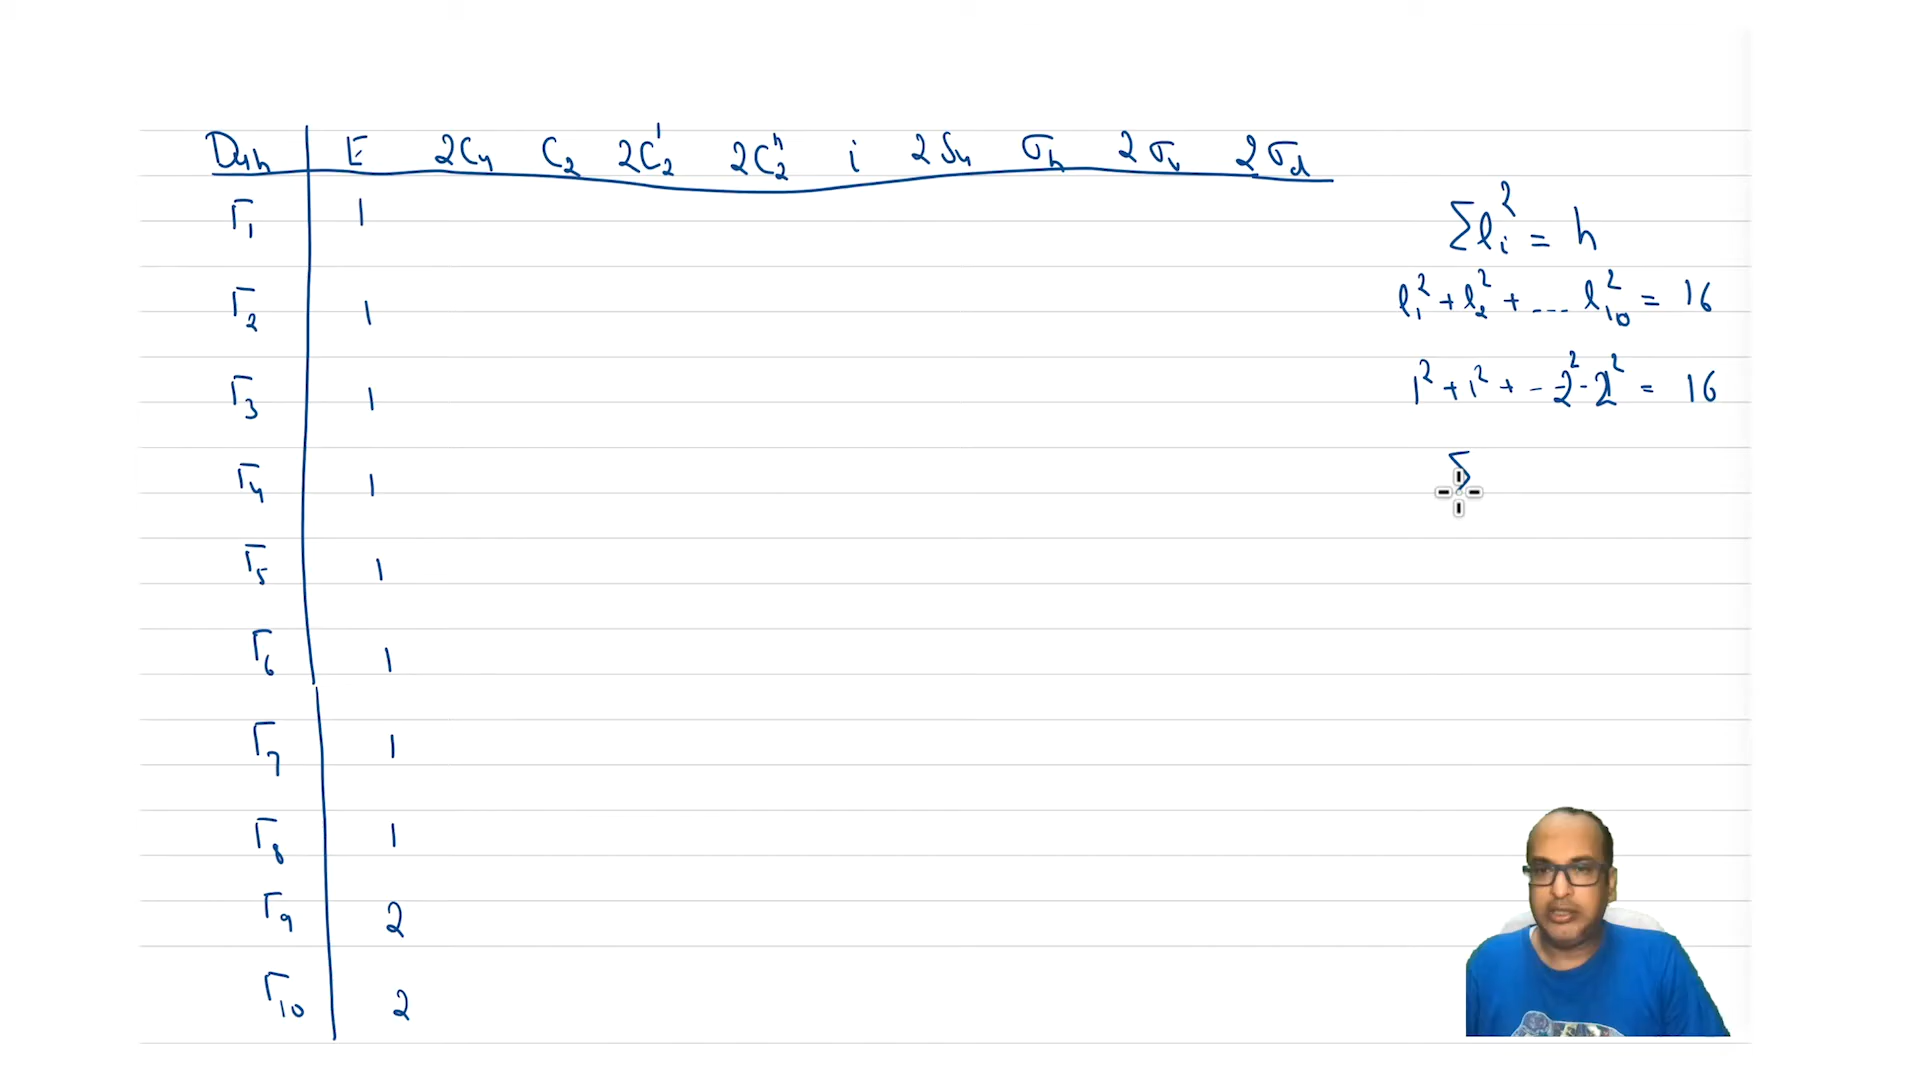 D4h E 2C4 C2 2C2' 2C2" i 2S4 σh 2σv 2σd
Γ1 1
Γ2 1
Γ3 1
Γ4 1
Γ5 1
Γ6 1
Γ7 1
Γ8 1
Γ9 2
Γ10 2
Σli² = h
l1² + l2² + .... l10² = 16
1² + 1² + - 2² - 2² = 16
Σ